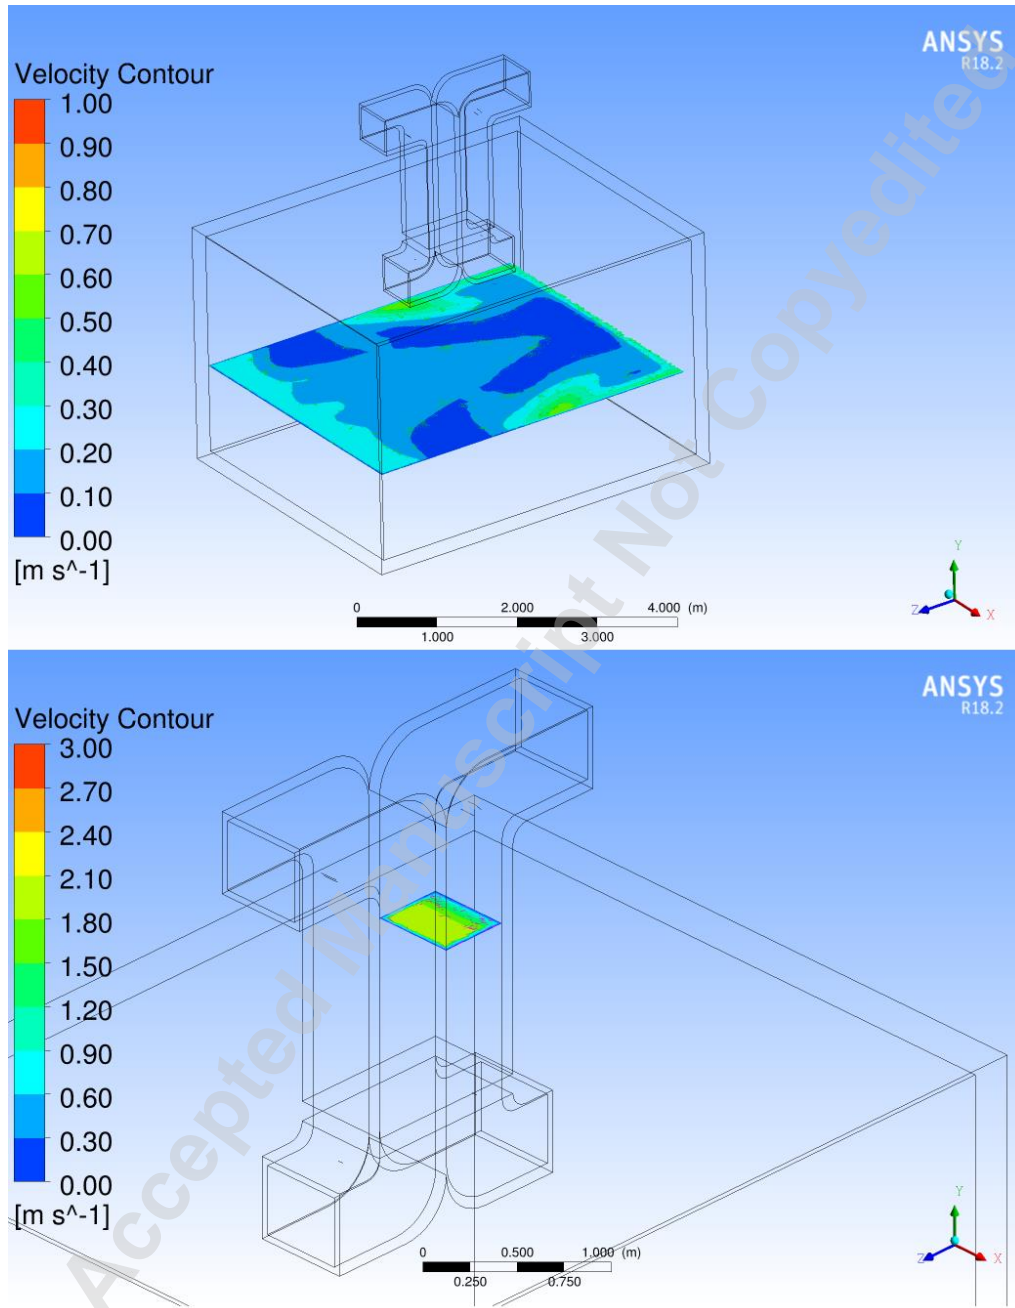 ANSYS
R18.2
Velocity Contour
1.00
0.90
0.80
0.70
0.60
0.50
0.40
0.30
0.20
0.10
0.00
[m s^-1]
0 2.000 4.000 (m)
1.000 3.000
Y
Z X
ANSYS
R18.2
Velocity Contour
3.00
2.70
2.40
2.10
1.80
1.50
1.20
0.90
0.60
0.30
0.00
[m s^-1]
0 0.500 1.000 (m)
0.250 0.750
Y
Z X
Accepted Manuscript Not Copyedited